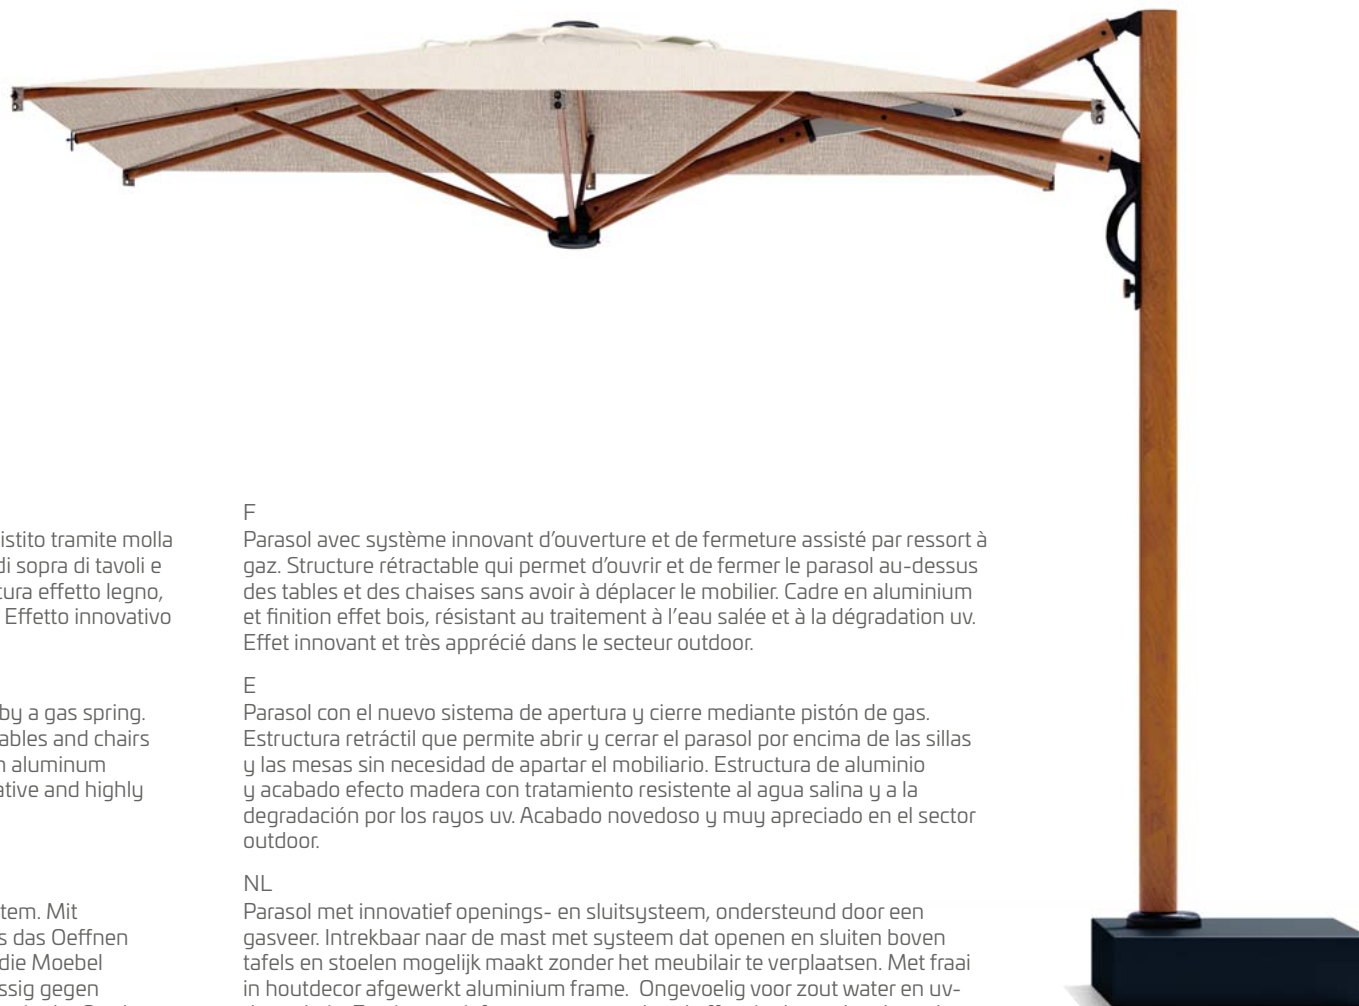 istito tramite molla
di sopra di tavoli e
tura effetto legno,
Effetto innovativo
by a gas spring.
ables and chairs
aluminum
ative and highly
tem. Mit
s das Oeffnen
die Moebel
ssig gegen
F
Parasol avec système innovant d’ouverture et de fermeture assisté par ressort à
gaz. Structure rétractable qui permet d’ouvrir et de fermer le parasol au-dessus
des tables et des chaises sans avoir à déplacer le mobilier. Cadre en aluminium
et finition effet bois, résistant au traitement à l’eau salée et à la dégradation uv.
Effet innovant et très apprécié dans le secteur outdoor.
E
Parasol con el nuevo sistema de apertura y cierre mediante pistón de gas.
Estructura retráctil que permite abrir y cerrar el parasol por encima de las sillas
y las mesas sin necesidad de apartar el mobiliario. Estructura de aluminio
y acabado efecto madera con tratamiento resistente al agua salina y a la
degradación por los rayos uv. Acabado novedoso y muy apreciado en el sector
outdoor.
NL
Parasol met innovatief openings- en sluitsysteem, ondersteund door een
gasveer. Intrekbaar naar de mast met systeem dat openen en sluiten boven
tafels en stoelen mogelijk maakt zonder het meubilair te verplaatsen. Met fraai
in houtdecor afgewerkt aluminium frame. Ongevoelig voor zout water en uv-